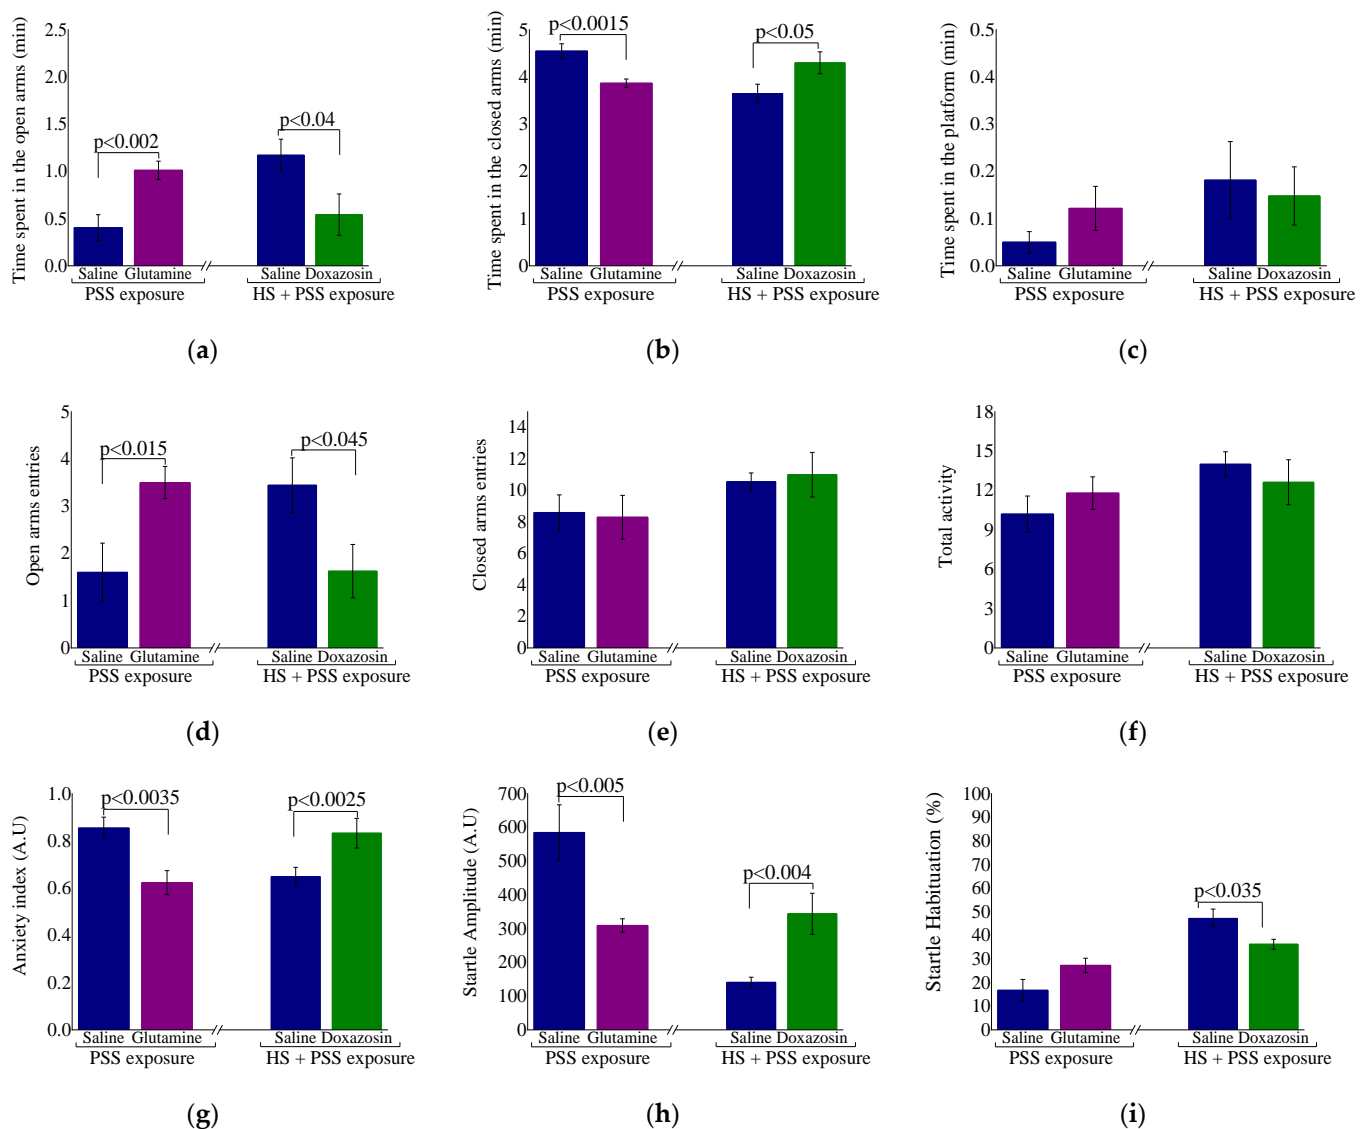 Time spent in the open arms (min)
2.5
2.0
1.5
1.0
0.5
0.0
p<0.002
p<0.04
Saline Glutamine
Saline Doxazosin
PSS exposure
HS + PSS exposure
(a)
Time spent in the closed arms (min)
5
4
3
2
1
0
p<0.0015
p<0.05
Saline Glutamine
Saline Doxazosin
PSS exposure
HS + PSS exposure
(b)
Time spent in the platform (min)
0.5
0.4
0.3
0.2
0.1
0.0
Saline Glutamine
Saline Doxazosin
PSS exposure
HS + PSS exposure
(c)
Open arms entries
5
4
3
2
1
0
p<0.015
p<0.045
Saline Glutamine
Saline Doxazosin
PSS exposure
HS + PSS exposure
(d)
Closed arms entries
14
12
10
8
6
4
2
0
Saline Glutamine
Saline Doxazosin
PSS exposure
HS + PSS exposure
(e)
Total activity
18
15
12
9
6
3
0
Saline Glutamine
Saline Doxazosin
PSS exposure
HS + PSS exposure
(f)
Anxiety index (A.U)
1.0
0.8
0.6
0.4
0.2
0.0
p<0.0035
p<0.0025
Saline Glutamine
Saline Doxazosin
PSS exposure
HS + PSS exposure
(g)
Startle Amplitude (A.U)
700
600
500
400
300
200
100
0
p<0.005
p<0.004
Saline Glutamine
Saline Doxazosin
PSS exposure
HS + PSS exposure
(h)
Startle Habituation (%)
100
90
80
70
60
50
40
30
20
10
0
p<0.035
Saline Glutamine
Saline Doxazosin
PSS exposure
HS + PSS exposure
(i)